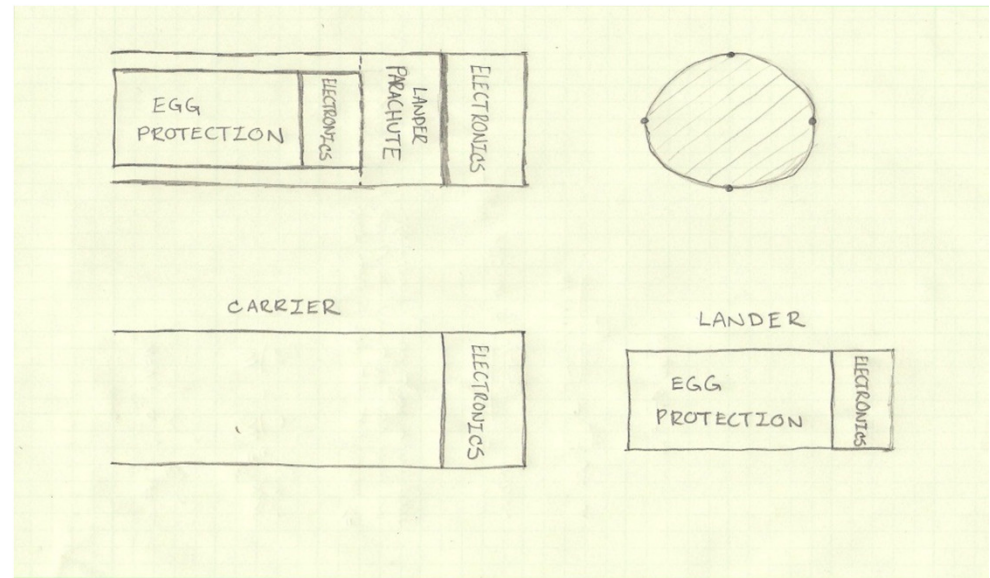 EGG
PROTECTION
ELECTRONICS
LANDER
PARACHUTE
ELECTRONICS
CARRIER
ELECTRONICS
LANDER
EGG
PROTECTION
ELECTRONICS